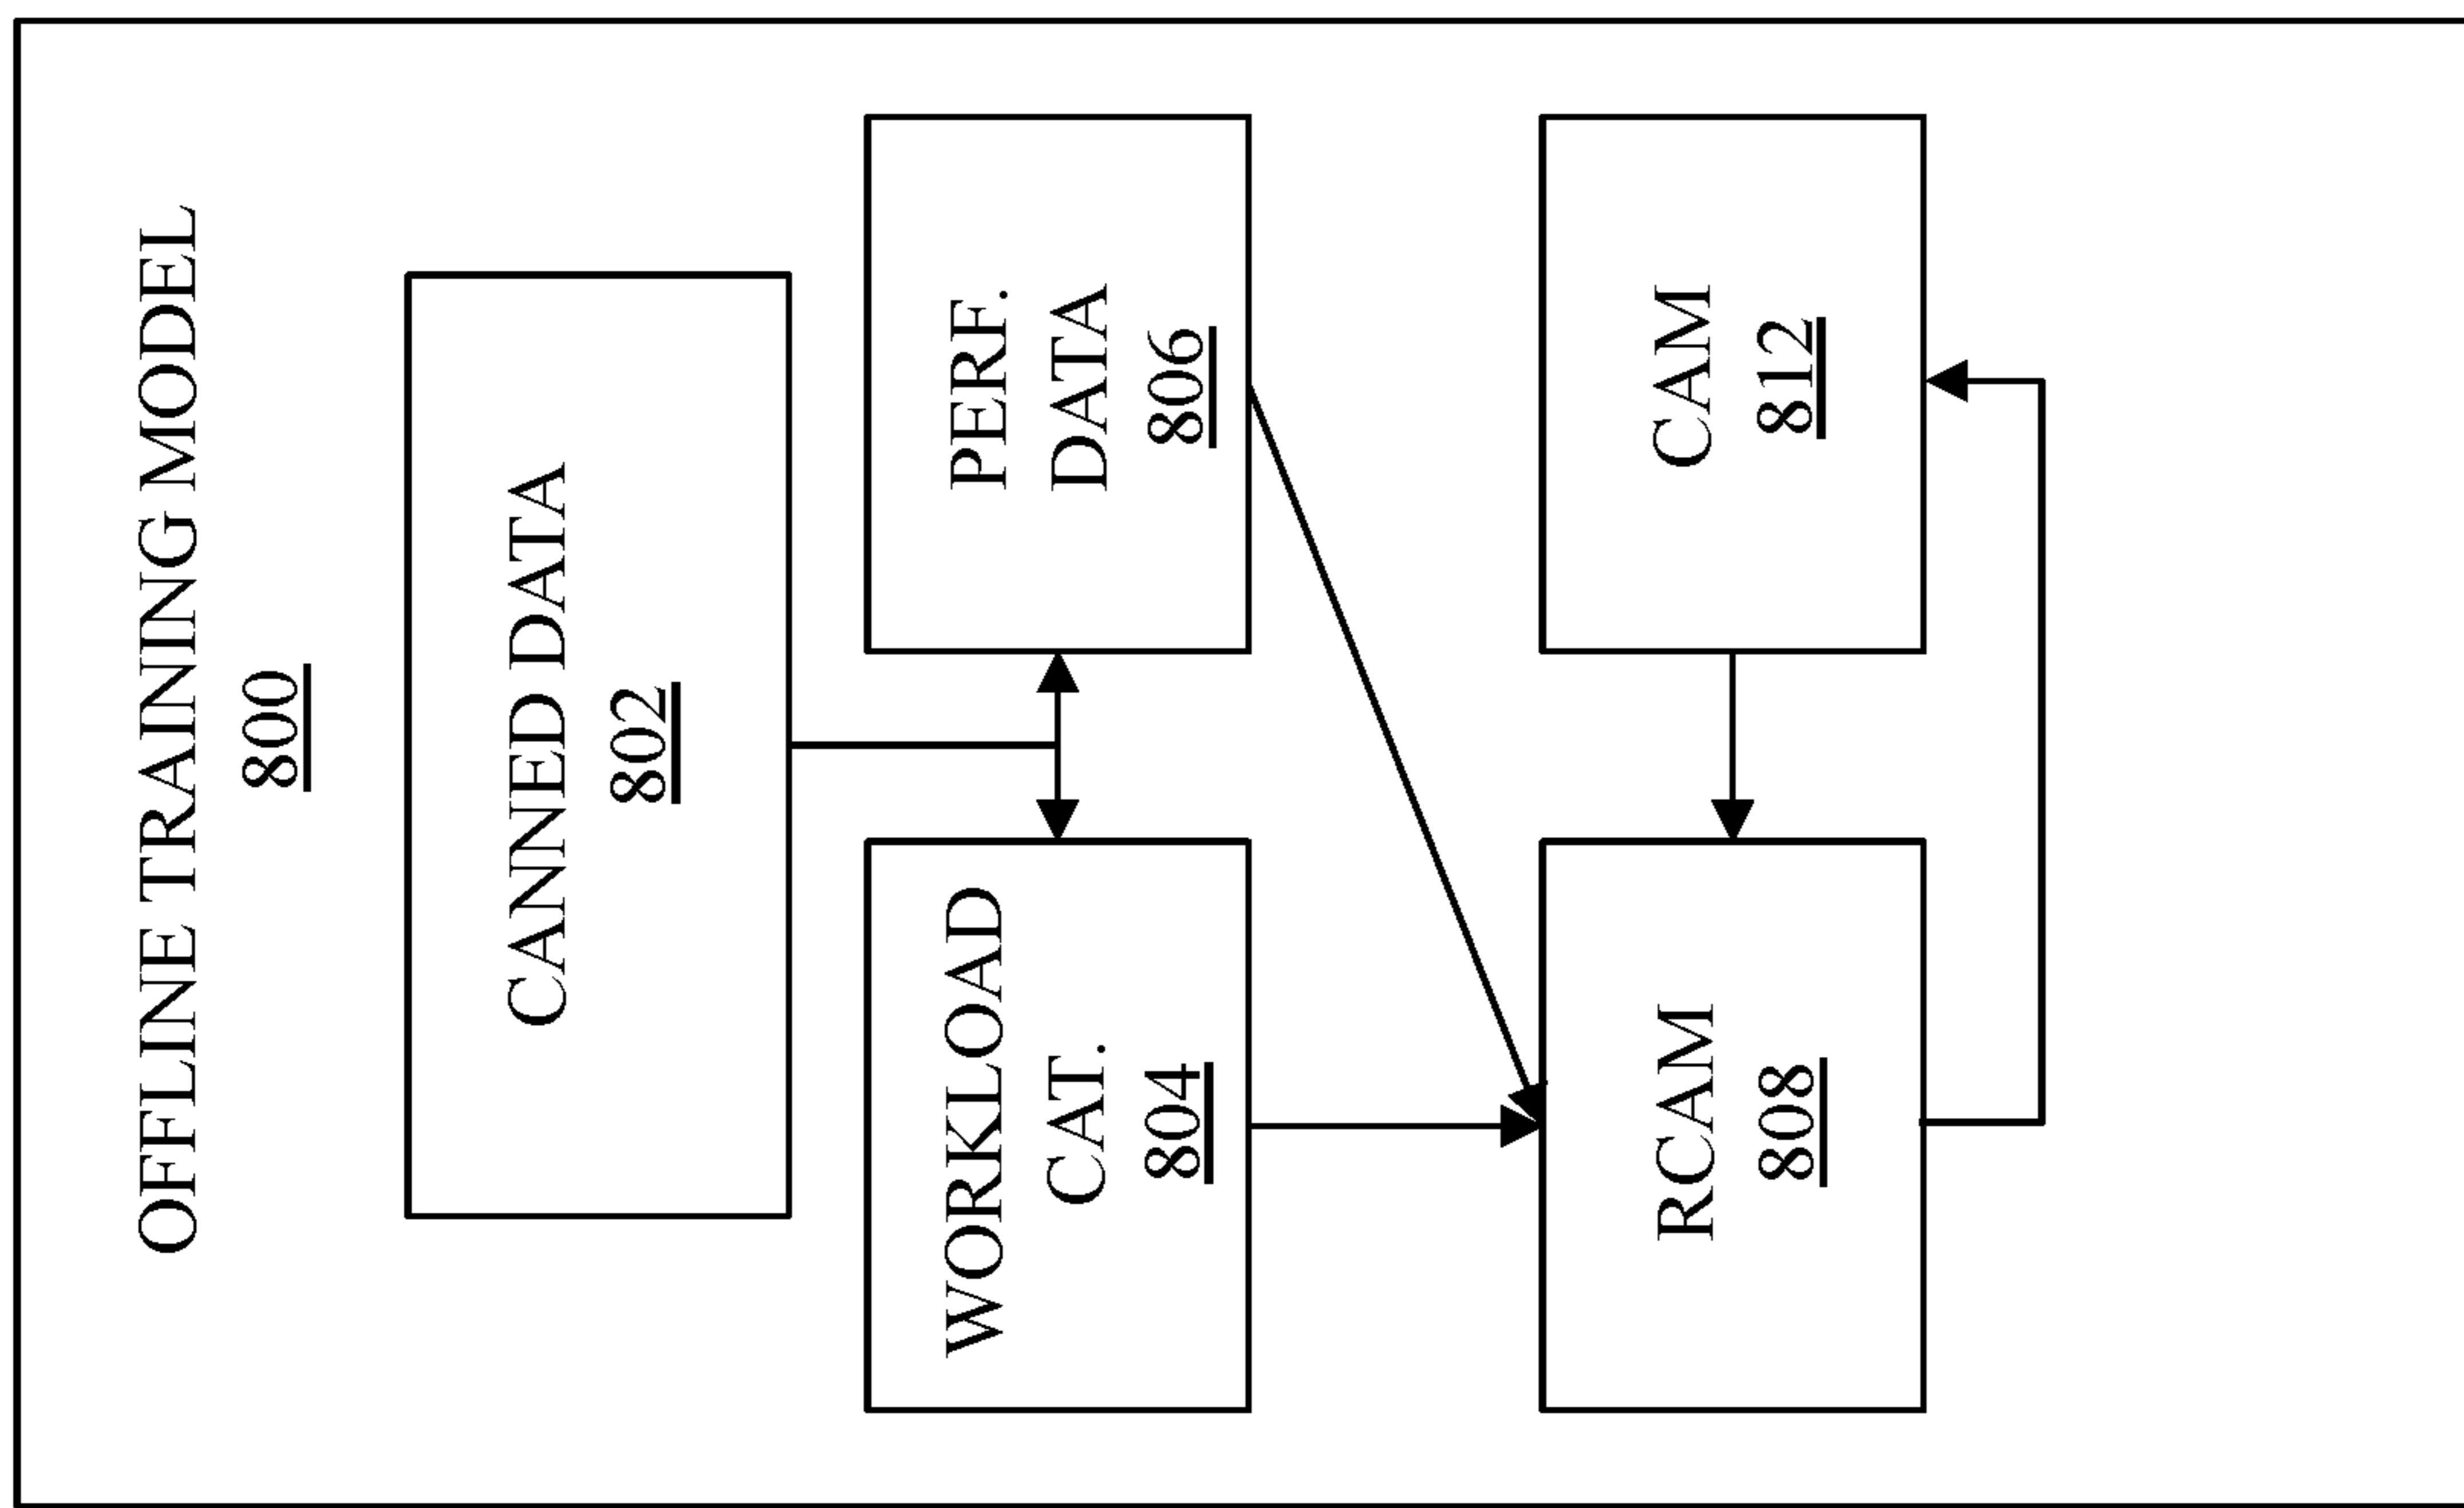 OFFLINE TRAINING MODEL
800
CANNED DATA
802
WORKLOAD
CAT.
804
PERF.
DATA
806
RCAM
808
CAM
812